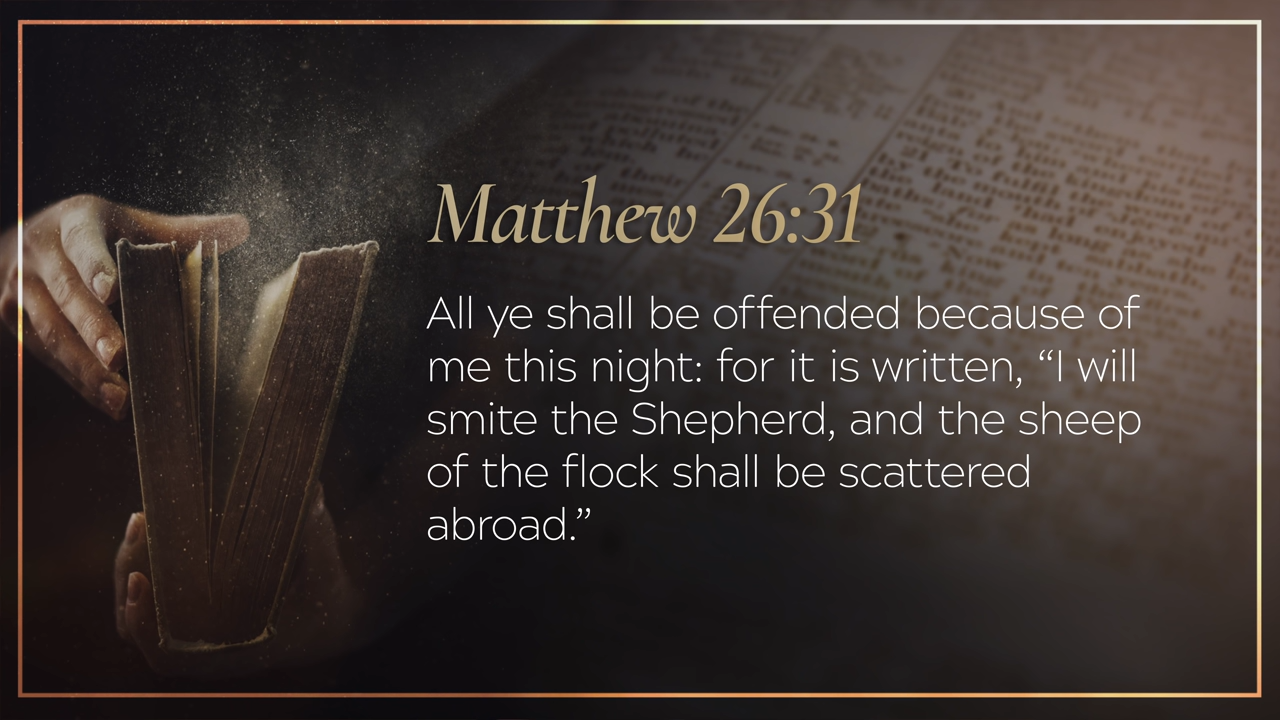 Matthew 26:31
All ye shall be offended because of
me this night: for it is written, “I will
smite the Shepherd, and the sheep
of the flock shall be scattered
abroad.”